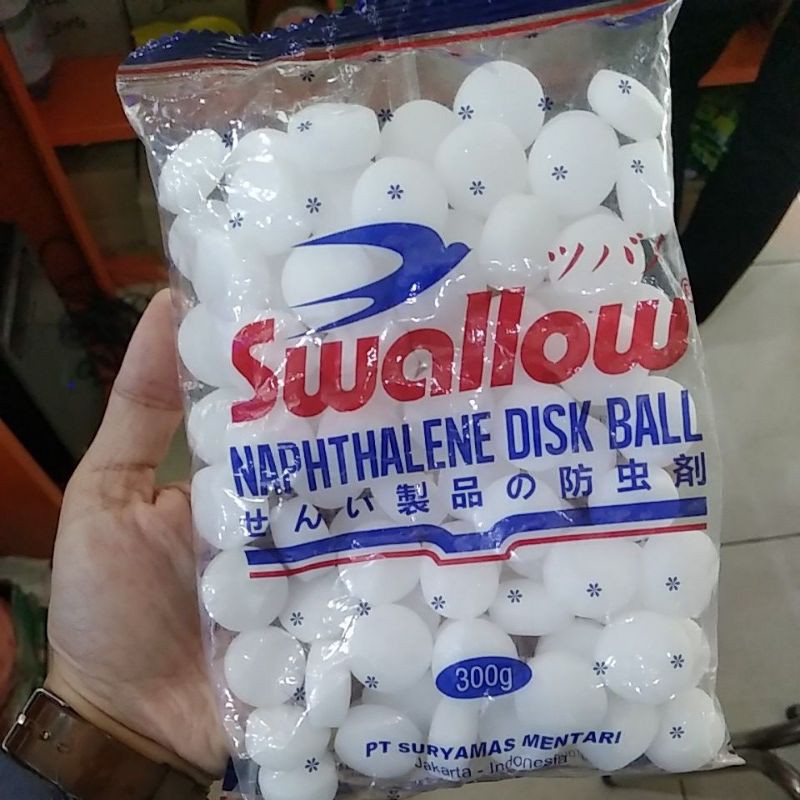 ツバメ
Swallow®
NAPHTHALENE DISK BALL
せんい製品の防虫剤
300g
PT SURYAMAS MENTARI
Jakarta - Indonesia